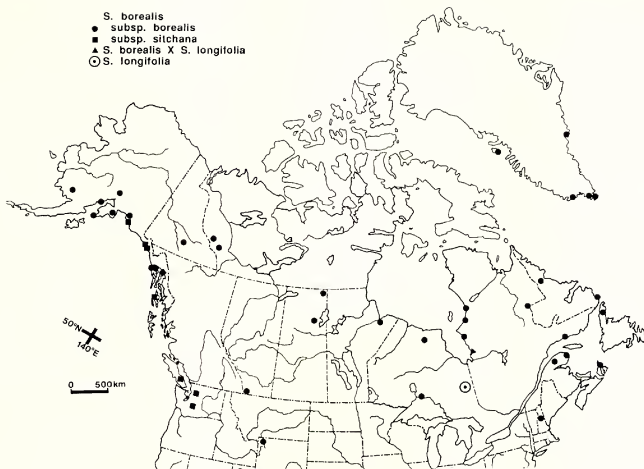 S. borealis
● subsp. borealis
■ subsp. sitchana
▲ S. borealis X S. longifolia
☉ S. longifolia
50°N
140°E
0 500km